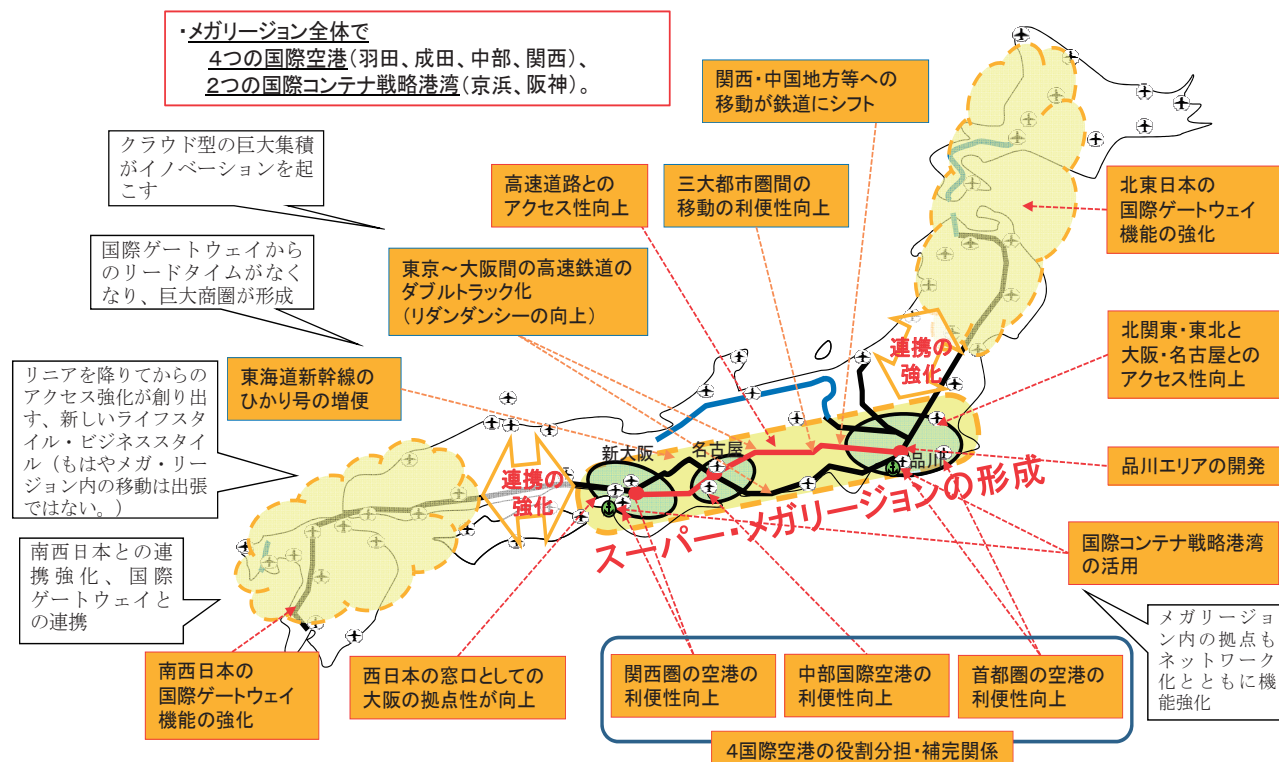 ・メガリージョン全体で
4つの国際空港(羽田、成田、中部、関西)、
2つの国際コンテナ戦略港湾(京浜、阪神)。
関西・中国地方等への
移動が鉄道にシフト
クラウド型の巨大集積
がイノベーションを起
こす
高速道路との
アクセス性向上
三大都市圏間の
移動の利便性向上
北東日本の
国際ゲートウェイ
機能の強化
国際ゲートウェイから
のリードタイムがなく
なり、巨大商圏が形成
東京～大阪間の高速鉄道の
ダブルトラック化
(リダンダンシーの向上)
連携の
強化
北関東・東北と
大阪・名古屋との
アクセス性向上
リニアを降りてからの
アクセス強化が創り出
す、新しいライフスタ
イル・ビジネススタイ
ル(もはやメガ・リー
ジョン内の移動は出張
ではない。)
東海道新幹線の
ひかり号の増便
新大阪
名古屋
品川
品川エリアの開発
連携の
強化
スーパー・メガリージョンの形成
国際コンテナ戦略港湾
の活用
南西日本との連
携強化、国際
ゲートウェイと
の連携
メガリージョ
ン内の拠点も
ネットワーク
化とともに機
能強化
南西日本の
国際ゲートウェイ
機能の強化
西日本の窓口としての
大阪の拠点性が向上
関西圏の空港の
利便性向上
中部国際空港の
利便性向上
首都圏の空港の
利便性向上
4国際空港の役割分担・補完関係